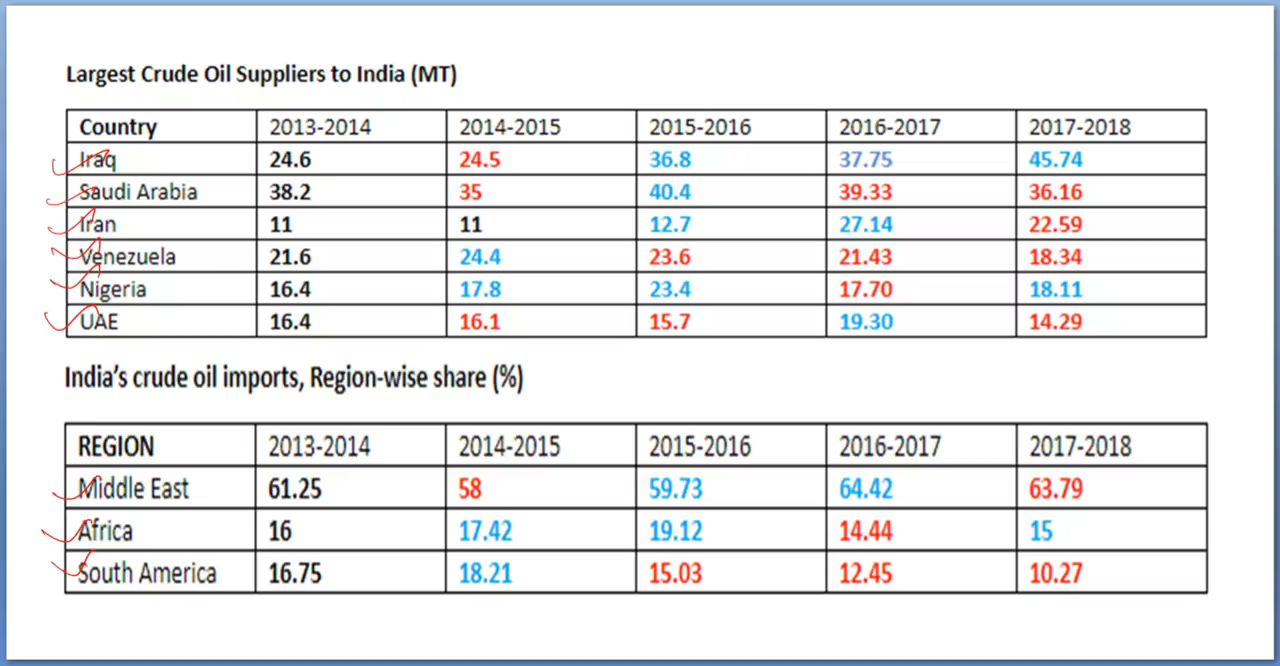 Largest Crude Oil Suppliers to India (MT)
Country 2013-2014 2014-2015 2015-2016 2016-2017 2017-2018
Iraq 24.6 24.5 36.8 37.75 45.74
Saudi Arabia 38.2 35 40.4 39.33 36.16
Iran 11 11 12.7 27.14 22.59
Venezuela 21.6 24.4 23.6 21.43 18.34
Nigeria 16.4 17.8 23.4 17.70 18.11
UAE 16.4 16.1 15.7 19.30 14.29
India's crude oil imports, Region-wise share (%)
REGION 2013-2014 2014-2015 2015-2016 2016-2017 2017-2018
Middle East 61.25 58 59.73 64.42 63.79
Africa 16 17.42 19.12 14.44 15
South America 16.75 18.21 15.03 12.45 10.27